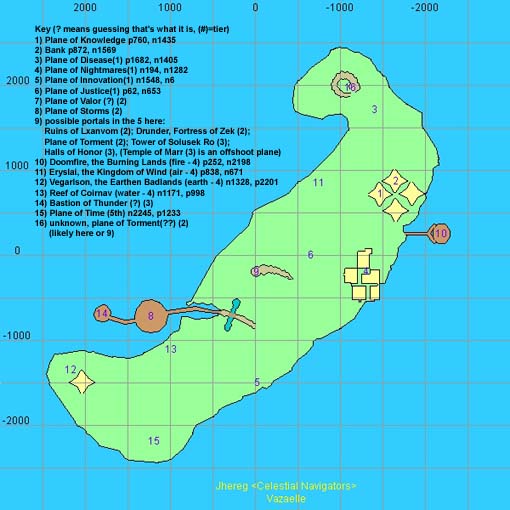 2000 1000 0 -1000 -2000
Key (? means guessing that's what it is, (#)=tier)
1) Plane of Knowledge p760, n1435
2) Bank p872, n1569
3) Plane of Disease(1) p1682, n1405
4) Plane of Nightmares(1) n194, n1282
5) Plane of Innovation(1) n1548, n6
6) Plane of Justice(1) p62, n653
7) Plane of Valor (?) (2)
8) Plane of Storms (2)
9) possible portals in the 5 here:
Ruins of Lxanvom (2); Drunder, Fortress of Zek (2);
Plane of Torment (2); Tower of Solusek Ro (3);
Halls of Honor (3), (Temple of Marr (3) is an offshoot plane)
10) Doomfire, the Burning Lands (fire - 4) p252, n2198
11) Eryslai, the Kingdom of Wind (air - 4) p838, n671
12) Vegarlson, the Earthen Badlands (earth - 4) n1328, p2201
13) Reef of Coirnav (water - 4) n1171, p998
14) Bastion of Thunder (?) (3)
15) Plane of Time (5th) n2245, p1233
16) unknown, plane of Torment(??) (2)
(likely here or 9)
2000
1000
0
-1000
-2000
16
3
11
2
1
10
6
9
4
14
8
13
12
5
15
Jhereg <Celestial Navigators>
Vazaelle